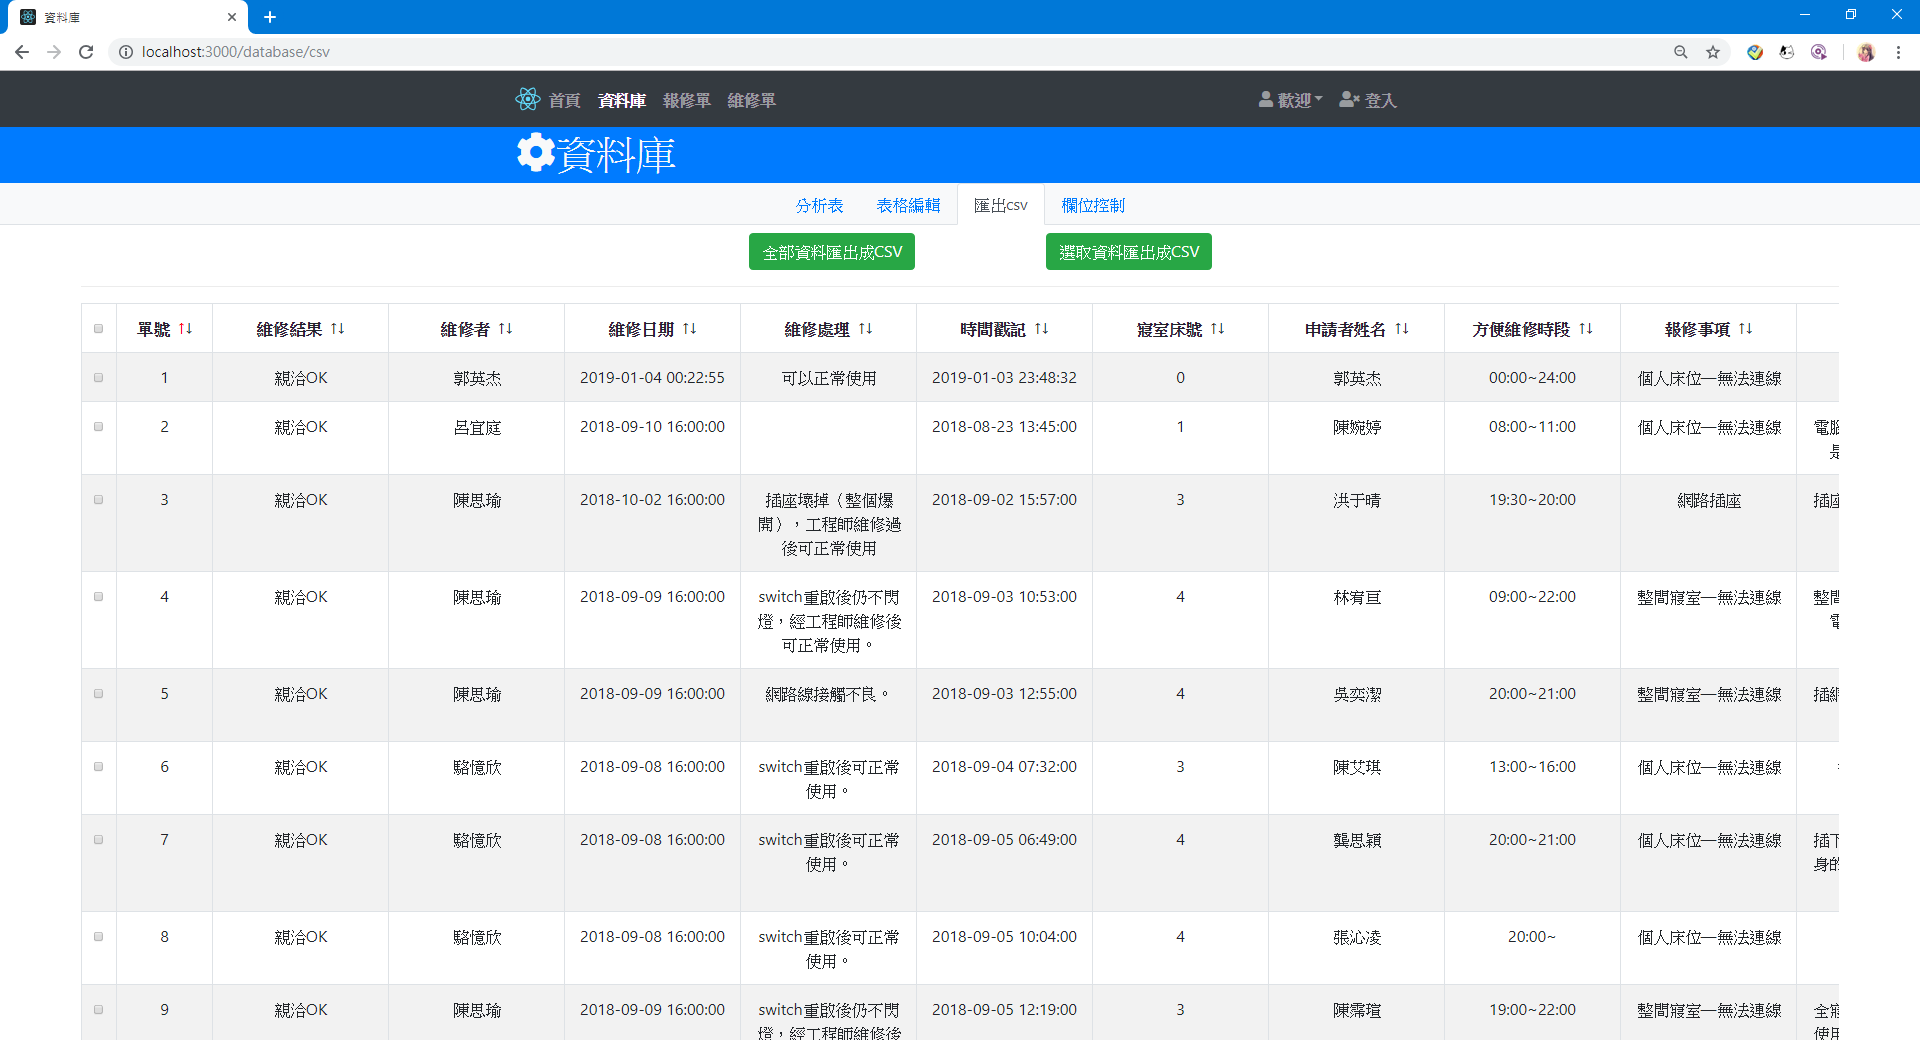 資料庫
localhost:3000/database/csv
首頁 資料庫 報修單 維修單 歡迎 登入
資料庫
分析表 表格編輯 匯出csv 欄位控制
全部資料匯出成CSV 選取資料匯出成CSV
單號 ↑↓ 維修結果 ↑↓ 維修者 ↑↓ 維修日期 ↑↓ 維修處理 ↑↓ 時間戳記 ↑↓ 寢室床號 ↑↓ 申請者姓名 ↑↓ 方便維修時段 ↑↓ 報修事項 ↑↓
1 親洽OK 郭英杰 2019-01-04 00:22:55 可以正常使用 2019-01-03 23:48:32 0 郭英杰 00:00~24:00 個人床位—無法連線
2 親洽OK 呂宜庭 2018-09-10 16:00:00 2018-08-23 13:45:00 1 陳婉婷 08:00~11:00 個人床位—無法連線 電腦
是
3 親洽OK 陳思瑜 2018-10-02 16:00:00 插座壞掉（整個爆 2018-09-02 15:57:00 3 洪于晴 19:30~20:00 網路插座 插座
開），工程師維修過
後可正常使用
4 親洽OK 陳思瑜 2018-09-09 16:00:00 switch重啟後仍不閃 2018-09-03 10:53:00 4 林宥亘 09:00~22:00 整間寢室—無法連線 整間
燈，經工程師維修後 電
可正常使用。
5 親洽OK 陳思瑜 2018-09-09 16:00:00 網路線接觸不良。 2018-09-03 12:55:00 4 吳奕潔 20:00~21:00 整間寢室—無法連線 插網
6 親洽OK 駱憶欣 2018-09-08 16:00:00 switch重啟後可正常 2018-09-04 07:32:00 3 陳艾琪 13:00~16:00 個人床位—無法連線
使用。
7 親洽OK 駱憶欣 2018-09-08 16:00:00 switch重啟後可正常 2018-09-05 06:49:00 4 龔思穎 20:00~21:00 個人床位—無法連線 插下
使用。 身的
8 親洽OK 駱憶欣 2018-09-08 16:00:00 switch重啟後可正常 2018-09-05 10:04:00 4 張沁凌 20:00~ 個人床位—無法連線
使用。
9 親洽OK 陳思瑜 2018-09-09 16:00:00 switch重啟後仍不閃 2018-09-05 12:19:00 3 陳霈瑄 19:00~22:00 整間寢室—無法連線 全寢
燈，經工程師維修後 使用